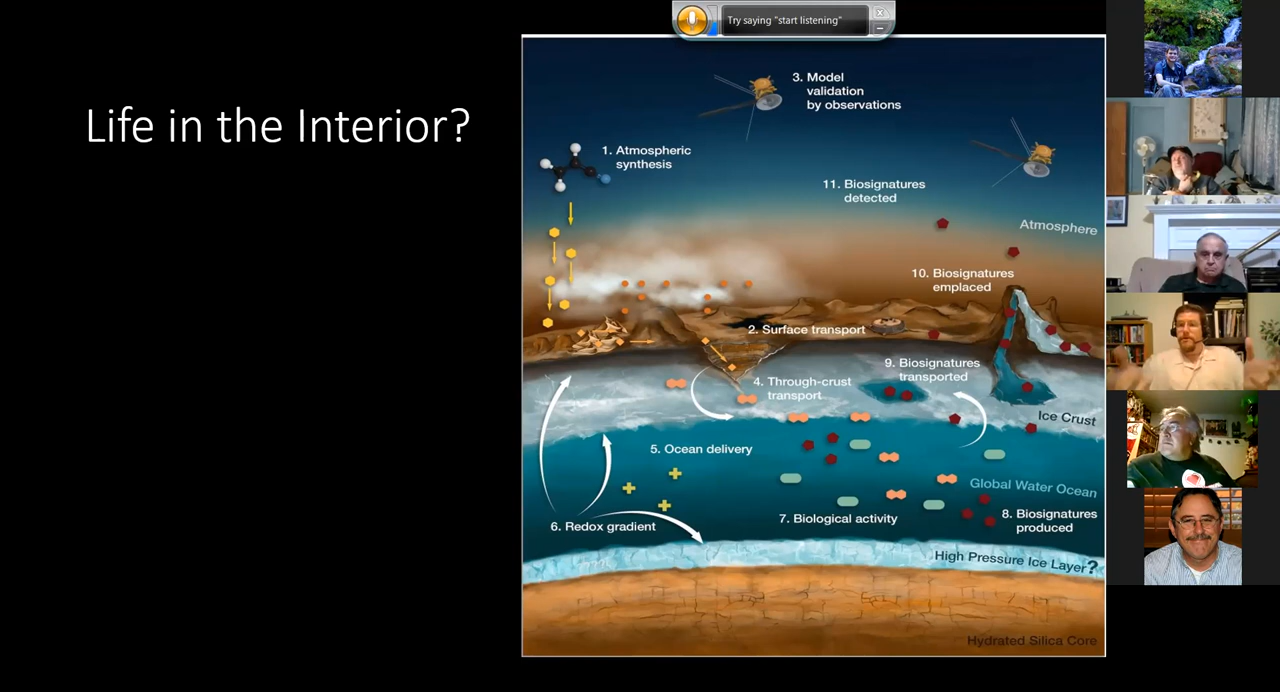 Try saying "start listening"
Life in the Interior?
3. Model
validation
by observations
1. Atmospheric
synthesis
11. Biosignatures
detected
Atmosphere
10. Biosignatures
emplaced
2. Surface transport
9. Biosignatures
transported
4. Through-crust
transport
Ice Crust
5. Ocean delivery
Global Water Ocean
6. Redox gradient
7. Biological activity
8. Biosignatures
produced
High Pressure Ice Layer?
Hydrated Silica Core